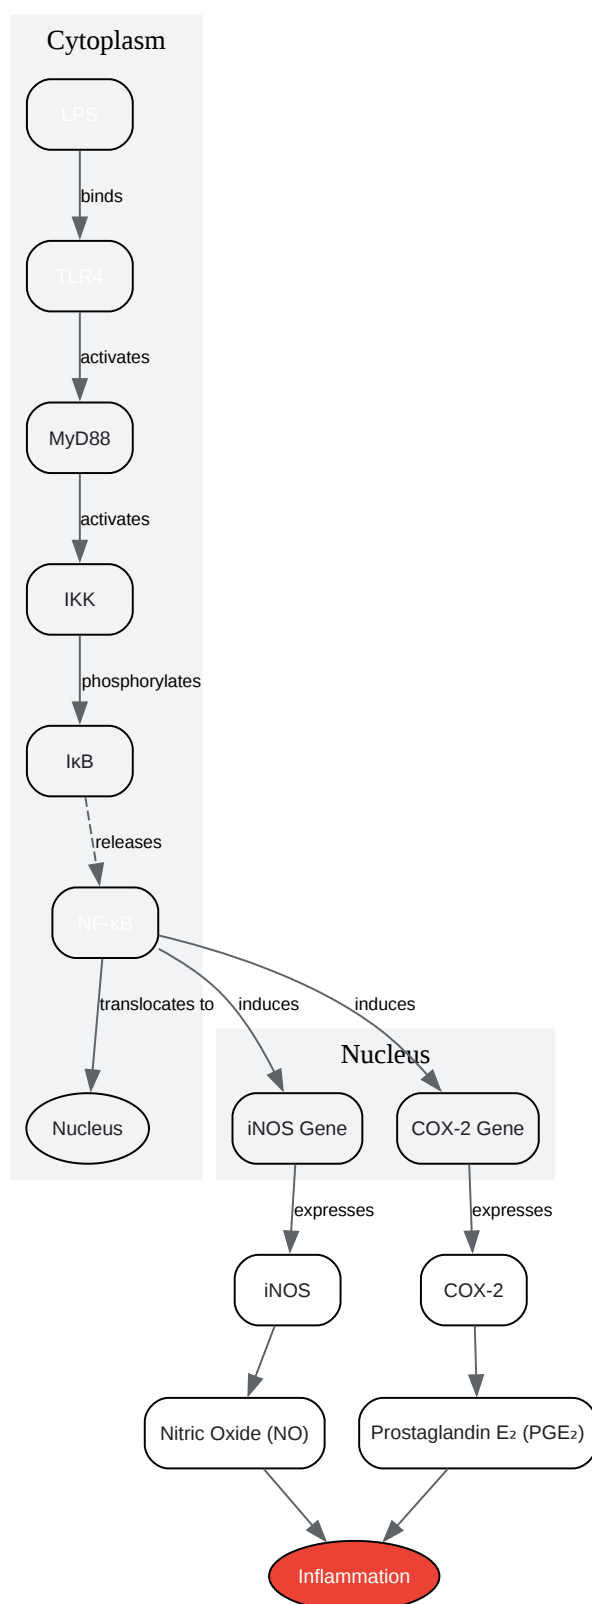 Cytoplasm
LPS
binds
TLR4
activates
MyD88
activates
IKK
phosphorylates
IκB
releases
NF-κB
translocates to
induces
induces
Nucleus
Nucleus
iNOS Gene
COX-2 Gene
expresses
expresses
iNOS
COX-2
Nitric Oxide (NO)
Prostaglandin E₂ (PGE₂)
Inflammation